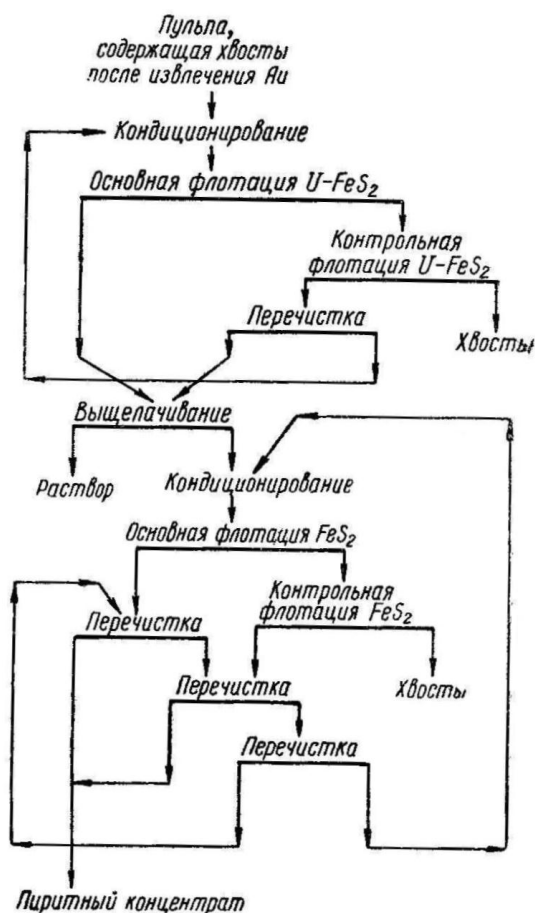 Пульпа,
содержащая хвосты
после извлечения Au
Кондиционирование
Основная флотация U-FeS₂
Контрольная
флотация U-FeS₂
Перечистка
Хвосты
Выщелачивание
Раствор
Кондиционирование
Основная флотация FeS₂
Контрольная
флотация FeS₂
Перечистка
Перечистка
Хвосты
Перечистка
Пиритный концентрат